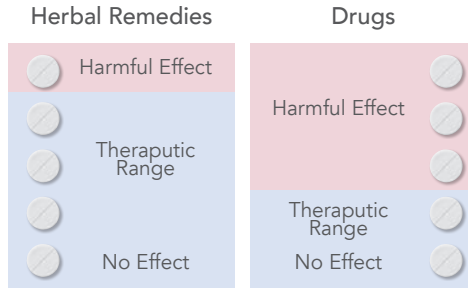 Herbal Remedies
Harmful Effect
Theraputic
Range
No Effect
Drugs
Harmful Effect
Theraputic
Range
No Effect